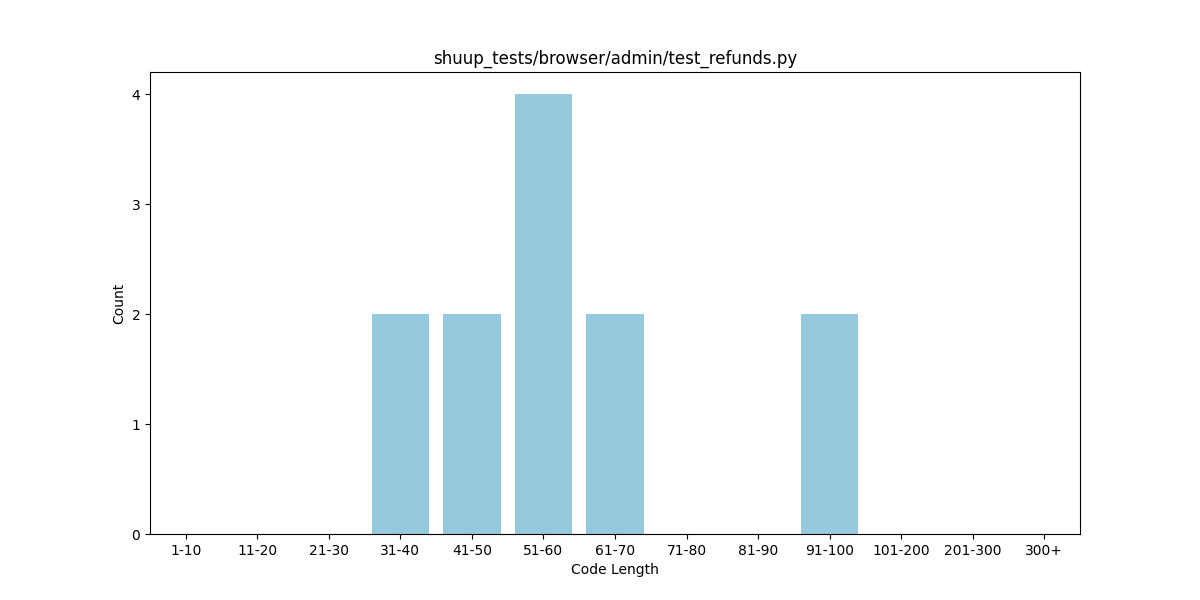 shuup_tests/browser/admin/test_refunds.py
4
3
2
1
0
Count
1-10 11-20 21-30 31-40 41-50 51-60 61-70 71-80 81-90 91-100 101-200 201-300 300+
Code Length